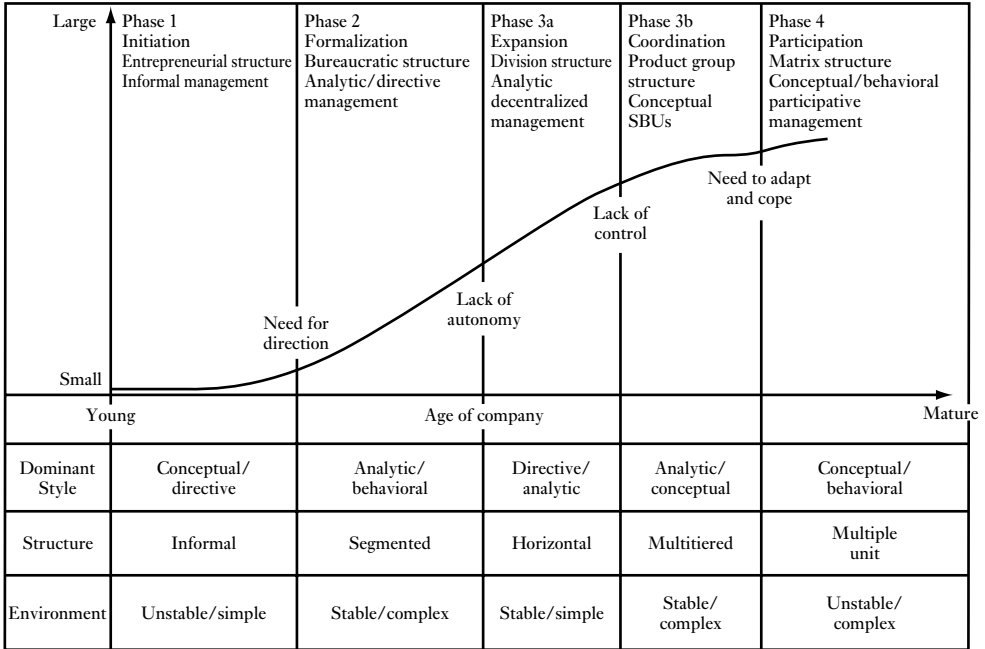 Large
Phase 1
Initiation
Entrepreneurial structure
Informal management
Phase 2
Formalization
Bureaucratic structure
Analytic/directive
management
Phase 3a
Expansion
Division structure
Analytic
decentralized
management
Phase 3b
Coordination
Product group
structure
Conceptual
SBUs
Phase 4
Participation
Matrix structure
Conceptual/behavioral
participative
management
Need to adapt
and cope
Lack of
control
Lack of
autonomy
Need for
direction
Small
Young
Age of company
Mature
Dominant
Style
Conceptual/
directive
Analytic/
behavioral
Directive/
analytic
Analytic/
conceptual
Conceptual/
behavioral
Structure
Informal
Segmented
Horizontal
Multitiered
Multiple
unit
Environment
Unstable/simple
Stable/complex
Stable/simple
Stable/
complex
Unstable/
complex